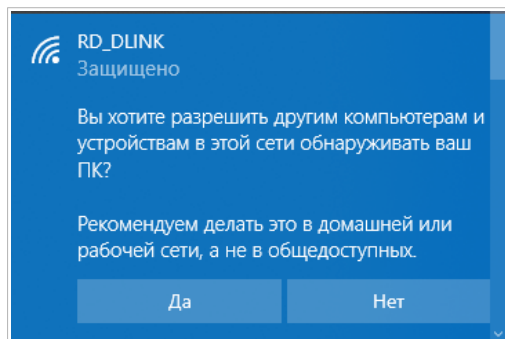 RD_DLINK
Защищено
Вы хотите разрешить другим компьютерам и
устройствам в этой сети обнаруживать ваш
ПК?
Рекомендуем делать это в домашней или
рабочей сети, а не в общедоступных.
Да
Нет